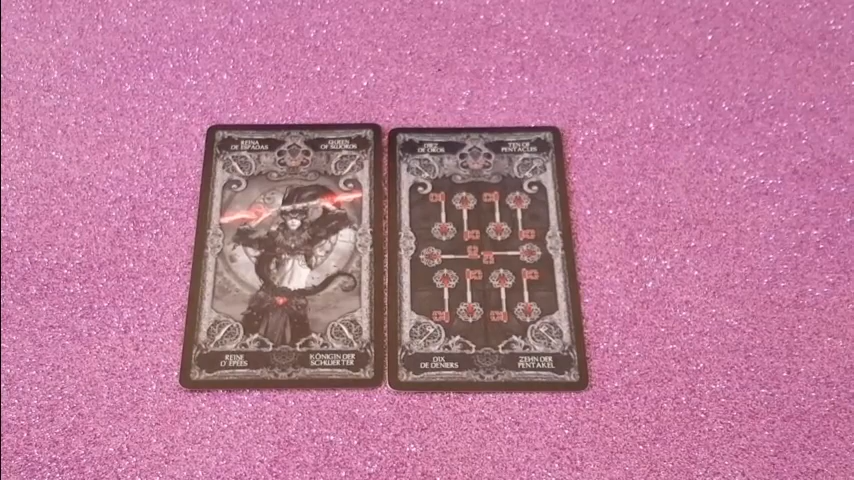 REINA
DE ESPADAS
QUEEN
OF SWORDS
REINE
D'EPEES
KÖNIGIN DER
SCHWERTER
DIEZ
DE OROS
TEN OF
PENTACLES
DIX
DE DENIERS
ZEHN DER
PENTAKEL